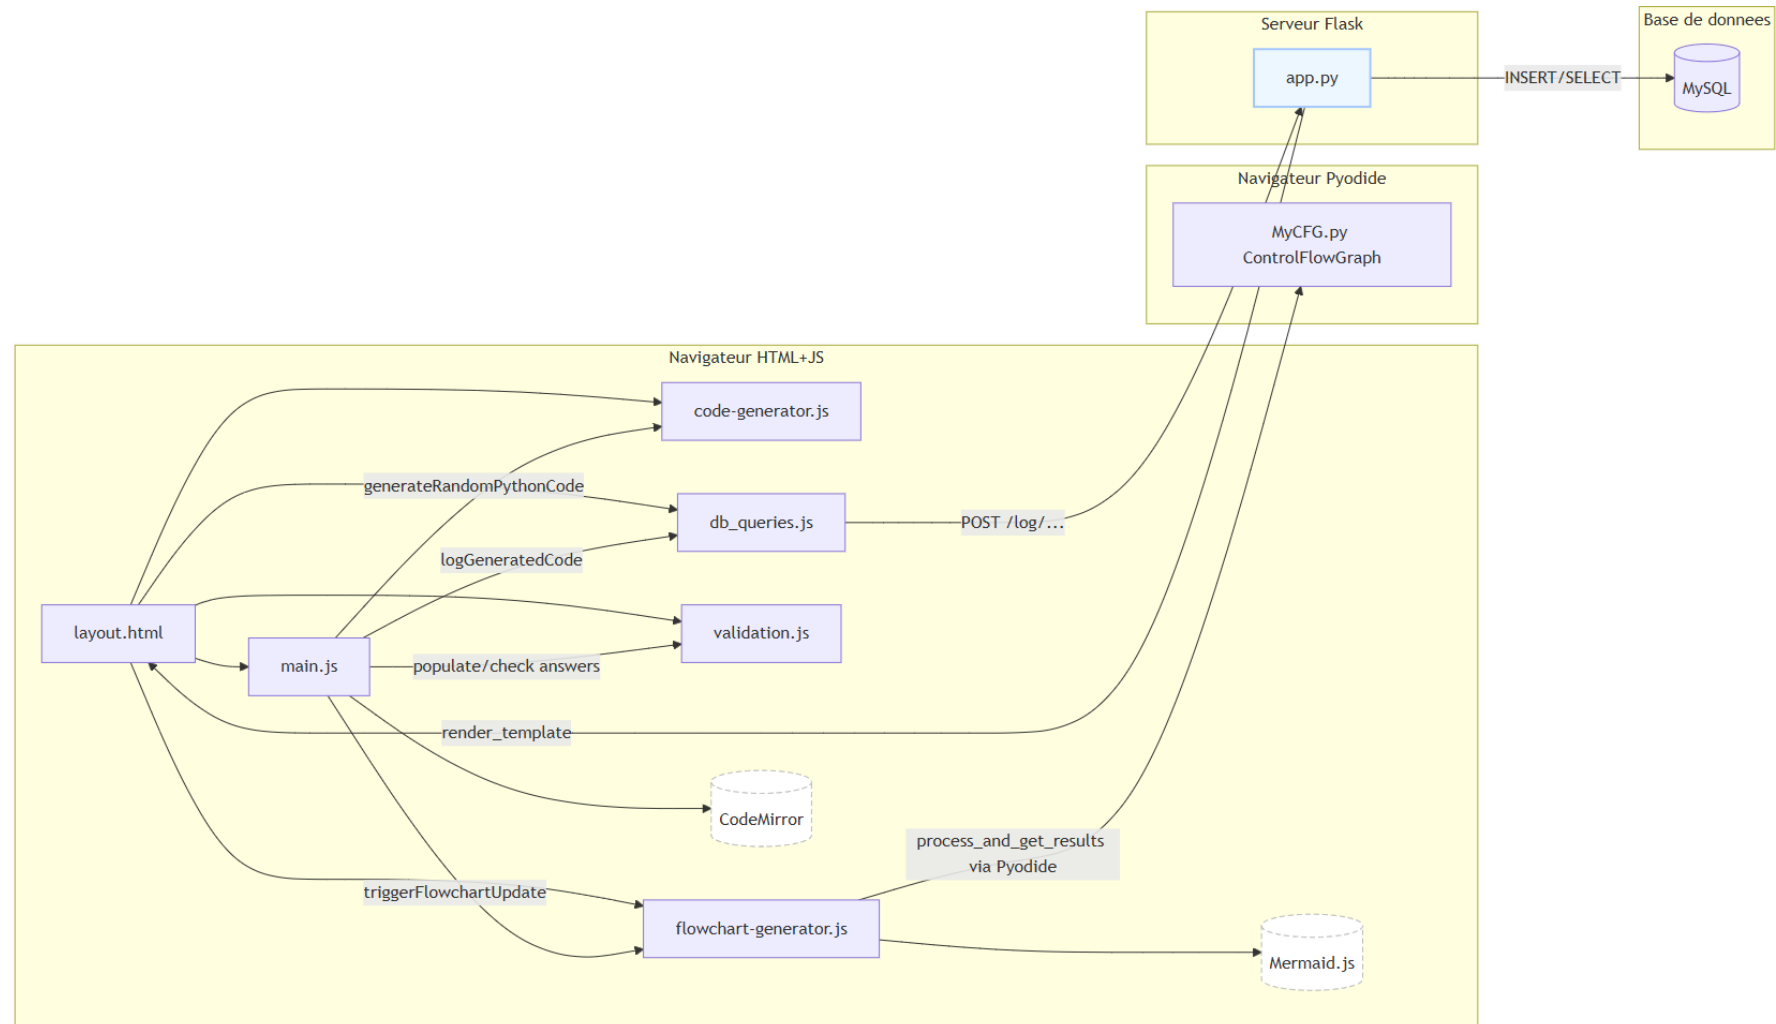 Serveur Flask
Base de donnees
app.py
INSERT/SELECT
MySQL
Navigateur Pyodide
MyCFG.py
ControlFlowGraph
Navigateur HTML+JS
code-generator.js
generateRandomPythonCode
db_queries.js
POST /log/...
logGeneratedCode
layout.html
validation.js
main.js
populate/check answers
render_template
CodeMirror
process_and_get_results
via Pyodide
triggerFlowchartUpdate
flowchart-generator.js
Mermaid.js